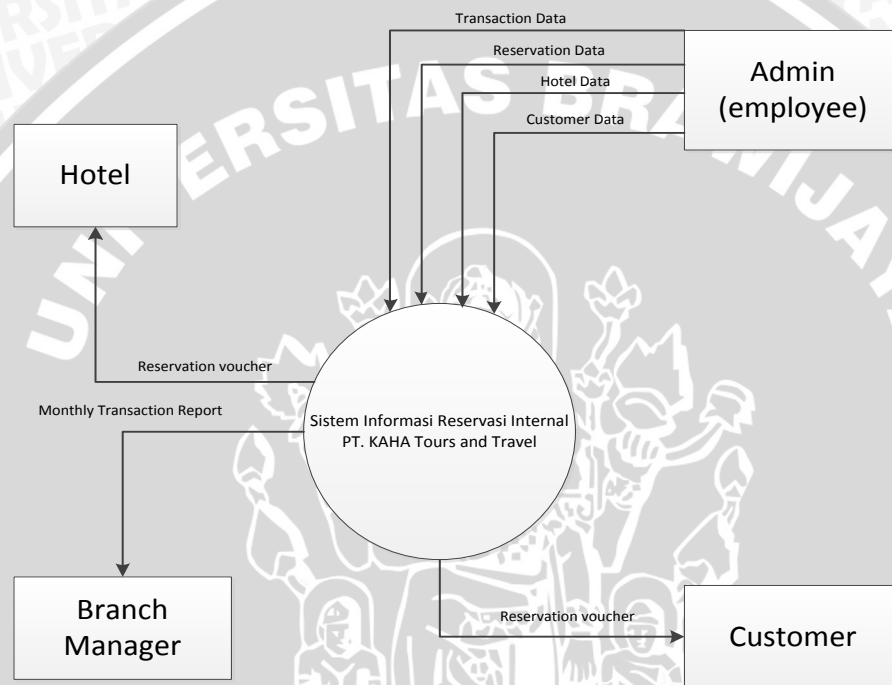 Transaction Data
Reservation Data
Hotel Data
Customer Data
Admin
(employee)
Hotel
Reservation voucher
Monthly Transaction Report
Sistem Informasi Reservasi Internal
PT. KAHA Tours and Travel
Branch
Manager
Reservation voucher
Customer